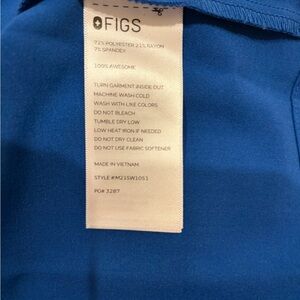 FIGS
72% POLYESTER 21% RAYON
7% SPANDEX
100% AWESOME
TURN GARMENT INSIDE OUT
MACHINE WASH COLD
WASH WITH LIKE COLORS
DO NOT BLEACH
TUMBLE DRY LOW
LOW HEAT IRON IF NEEDED
DO NOT DRY CLEAN
DO NOT USE FABRIC SOFTENER
MADE IN VIETNAM
STYLE #M21SW1051
PO# 3287